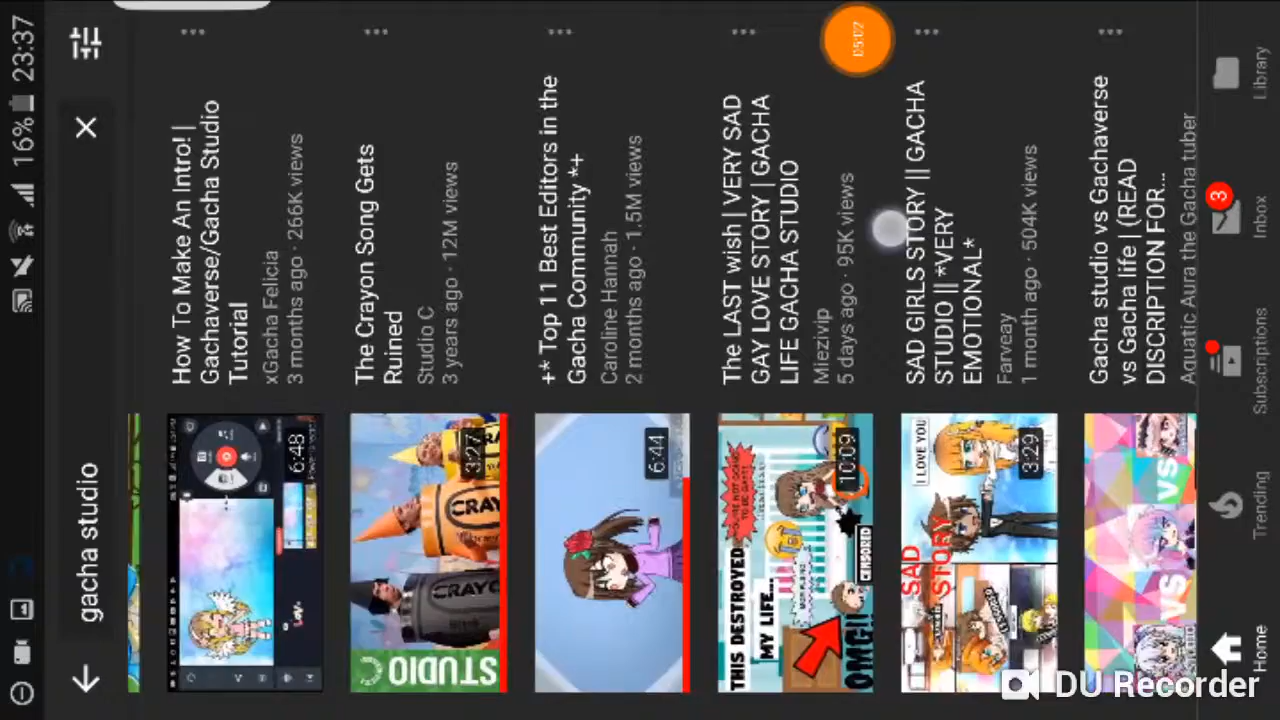 23:37
16%
gacha studio
6:48
How To Make An Intro! |
Gachaverse/Gacha Studio
Tutorial
xGacha Felicia
3 months ago · 266K views
CRAYO
CRAYC
STUDIO
3:27
The Crayon Song Gets
Ruined
Studio C
3 years ago · 12M views
6:44
+* Top 11 Best Editors in the
Gacha Community *+
Caroline Hannah
2 months ago · 1.5M views
THIS DESTROYED
MY LIFE...
CENSORED
OMG!!
10:09
The LAST wish | VERY SAD
GAY LOVE STORY | GACHA
LIFE GACHA STUDIO
Miezivip
5 days ago · 95K views
SAD
STORY
I LOVE YOU
3:29
SAD GIRLS STORY || GACHA
STUDIO || *VERY
EMOTIONAL*
Farveay
1 month ago · 504K views
VS
VS
Gacha studio vs Gachaverse
vs Gacha life | (READ
DISCRIPTION FOR...
Aquatic Aura the Gacha tuber
05:02
Home
Trending
Subscriptions
3
Inbox
Library
DU Recorder